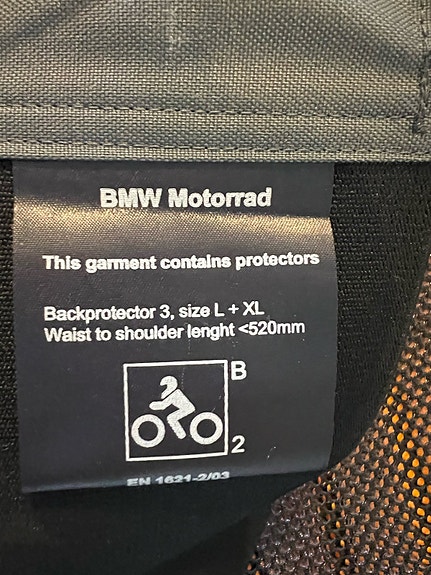 BMW Motorrad
This garment contains protectors
Backprotector 3, size L + XL
Waist to shoulder lenght <520mm
B
2
EN 1621-2/03